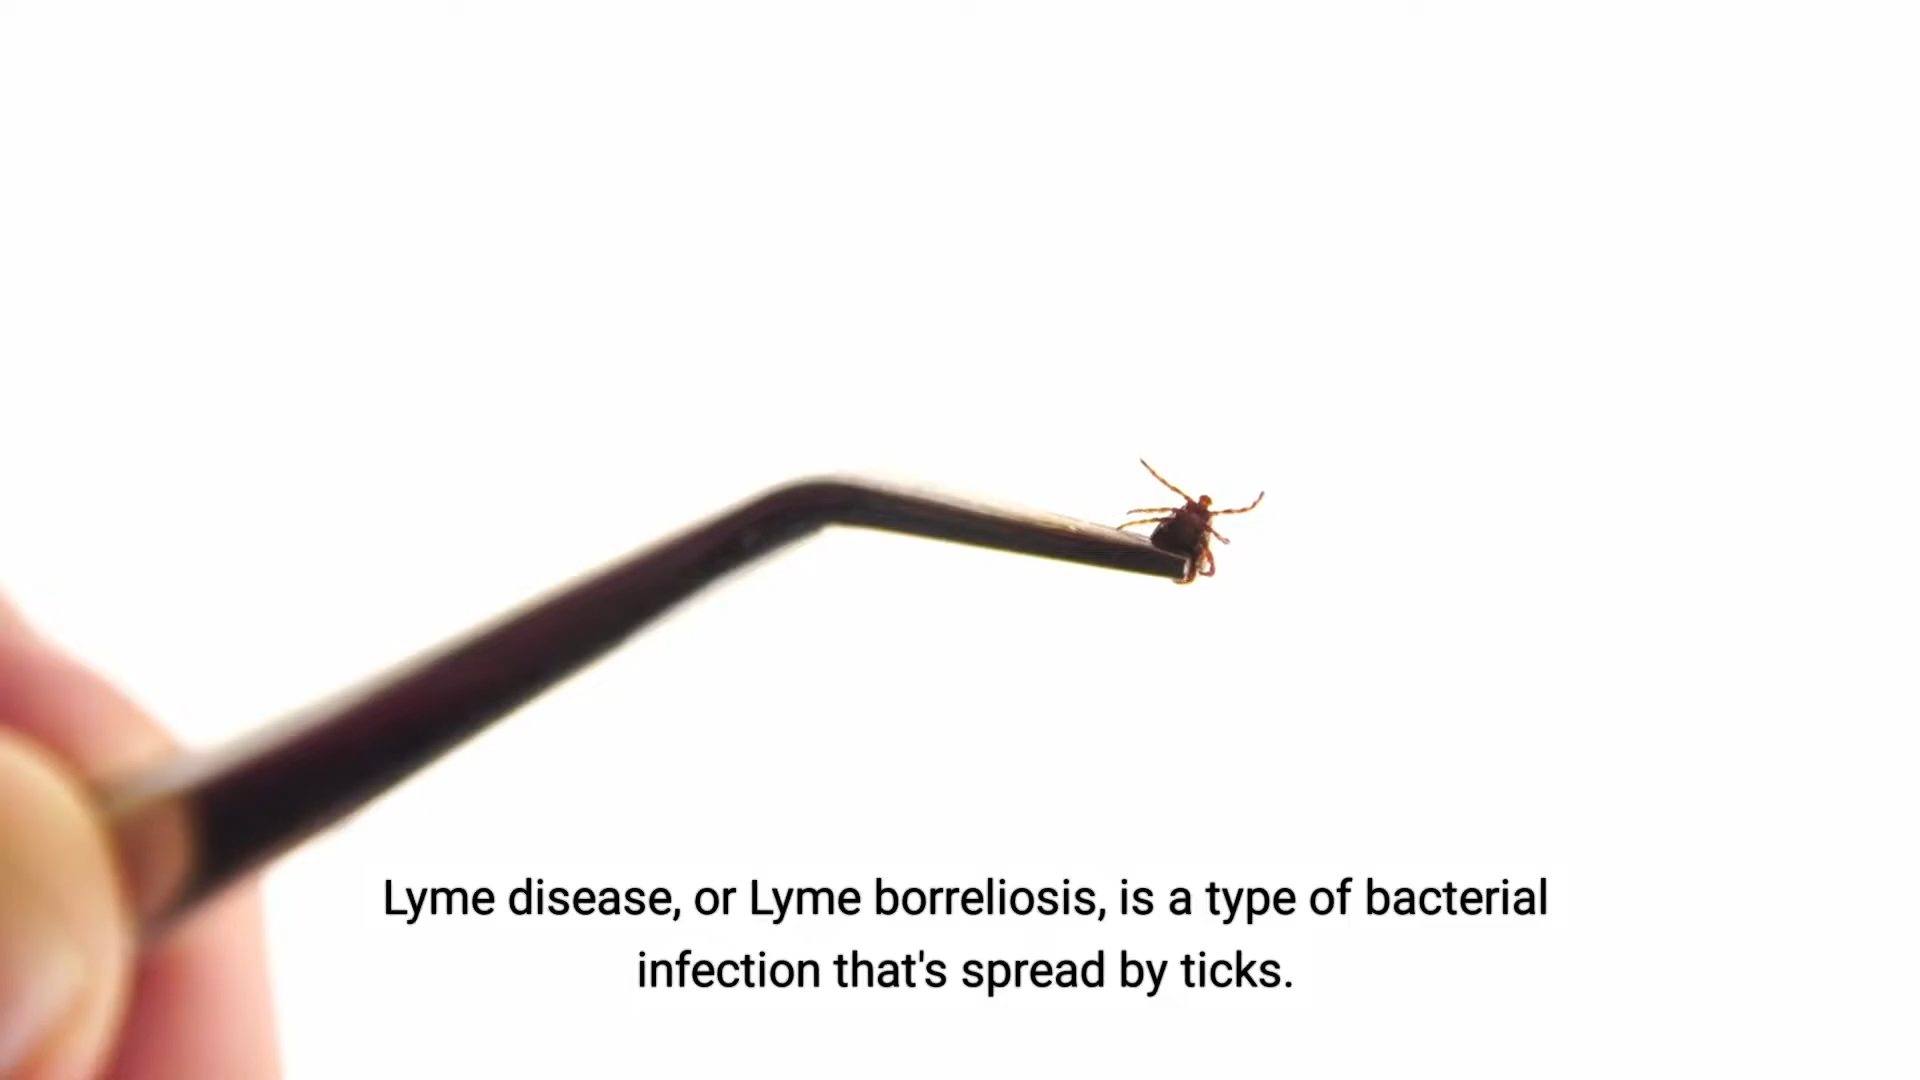 Lyme disease, or Lyme borreliosis, is a type of bacterial
infection that's spread by ticks.